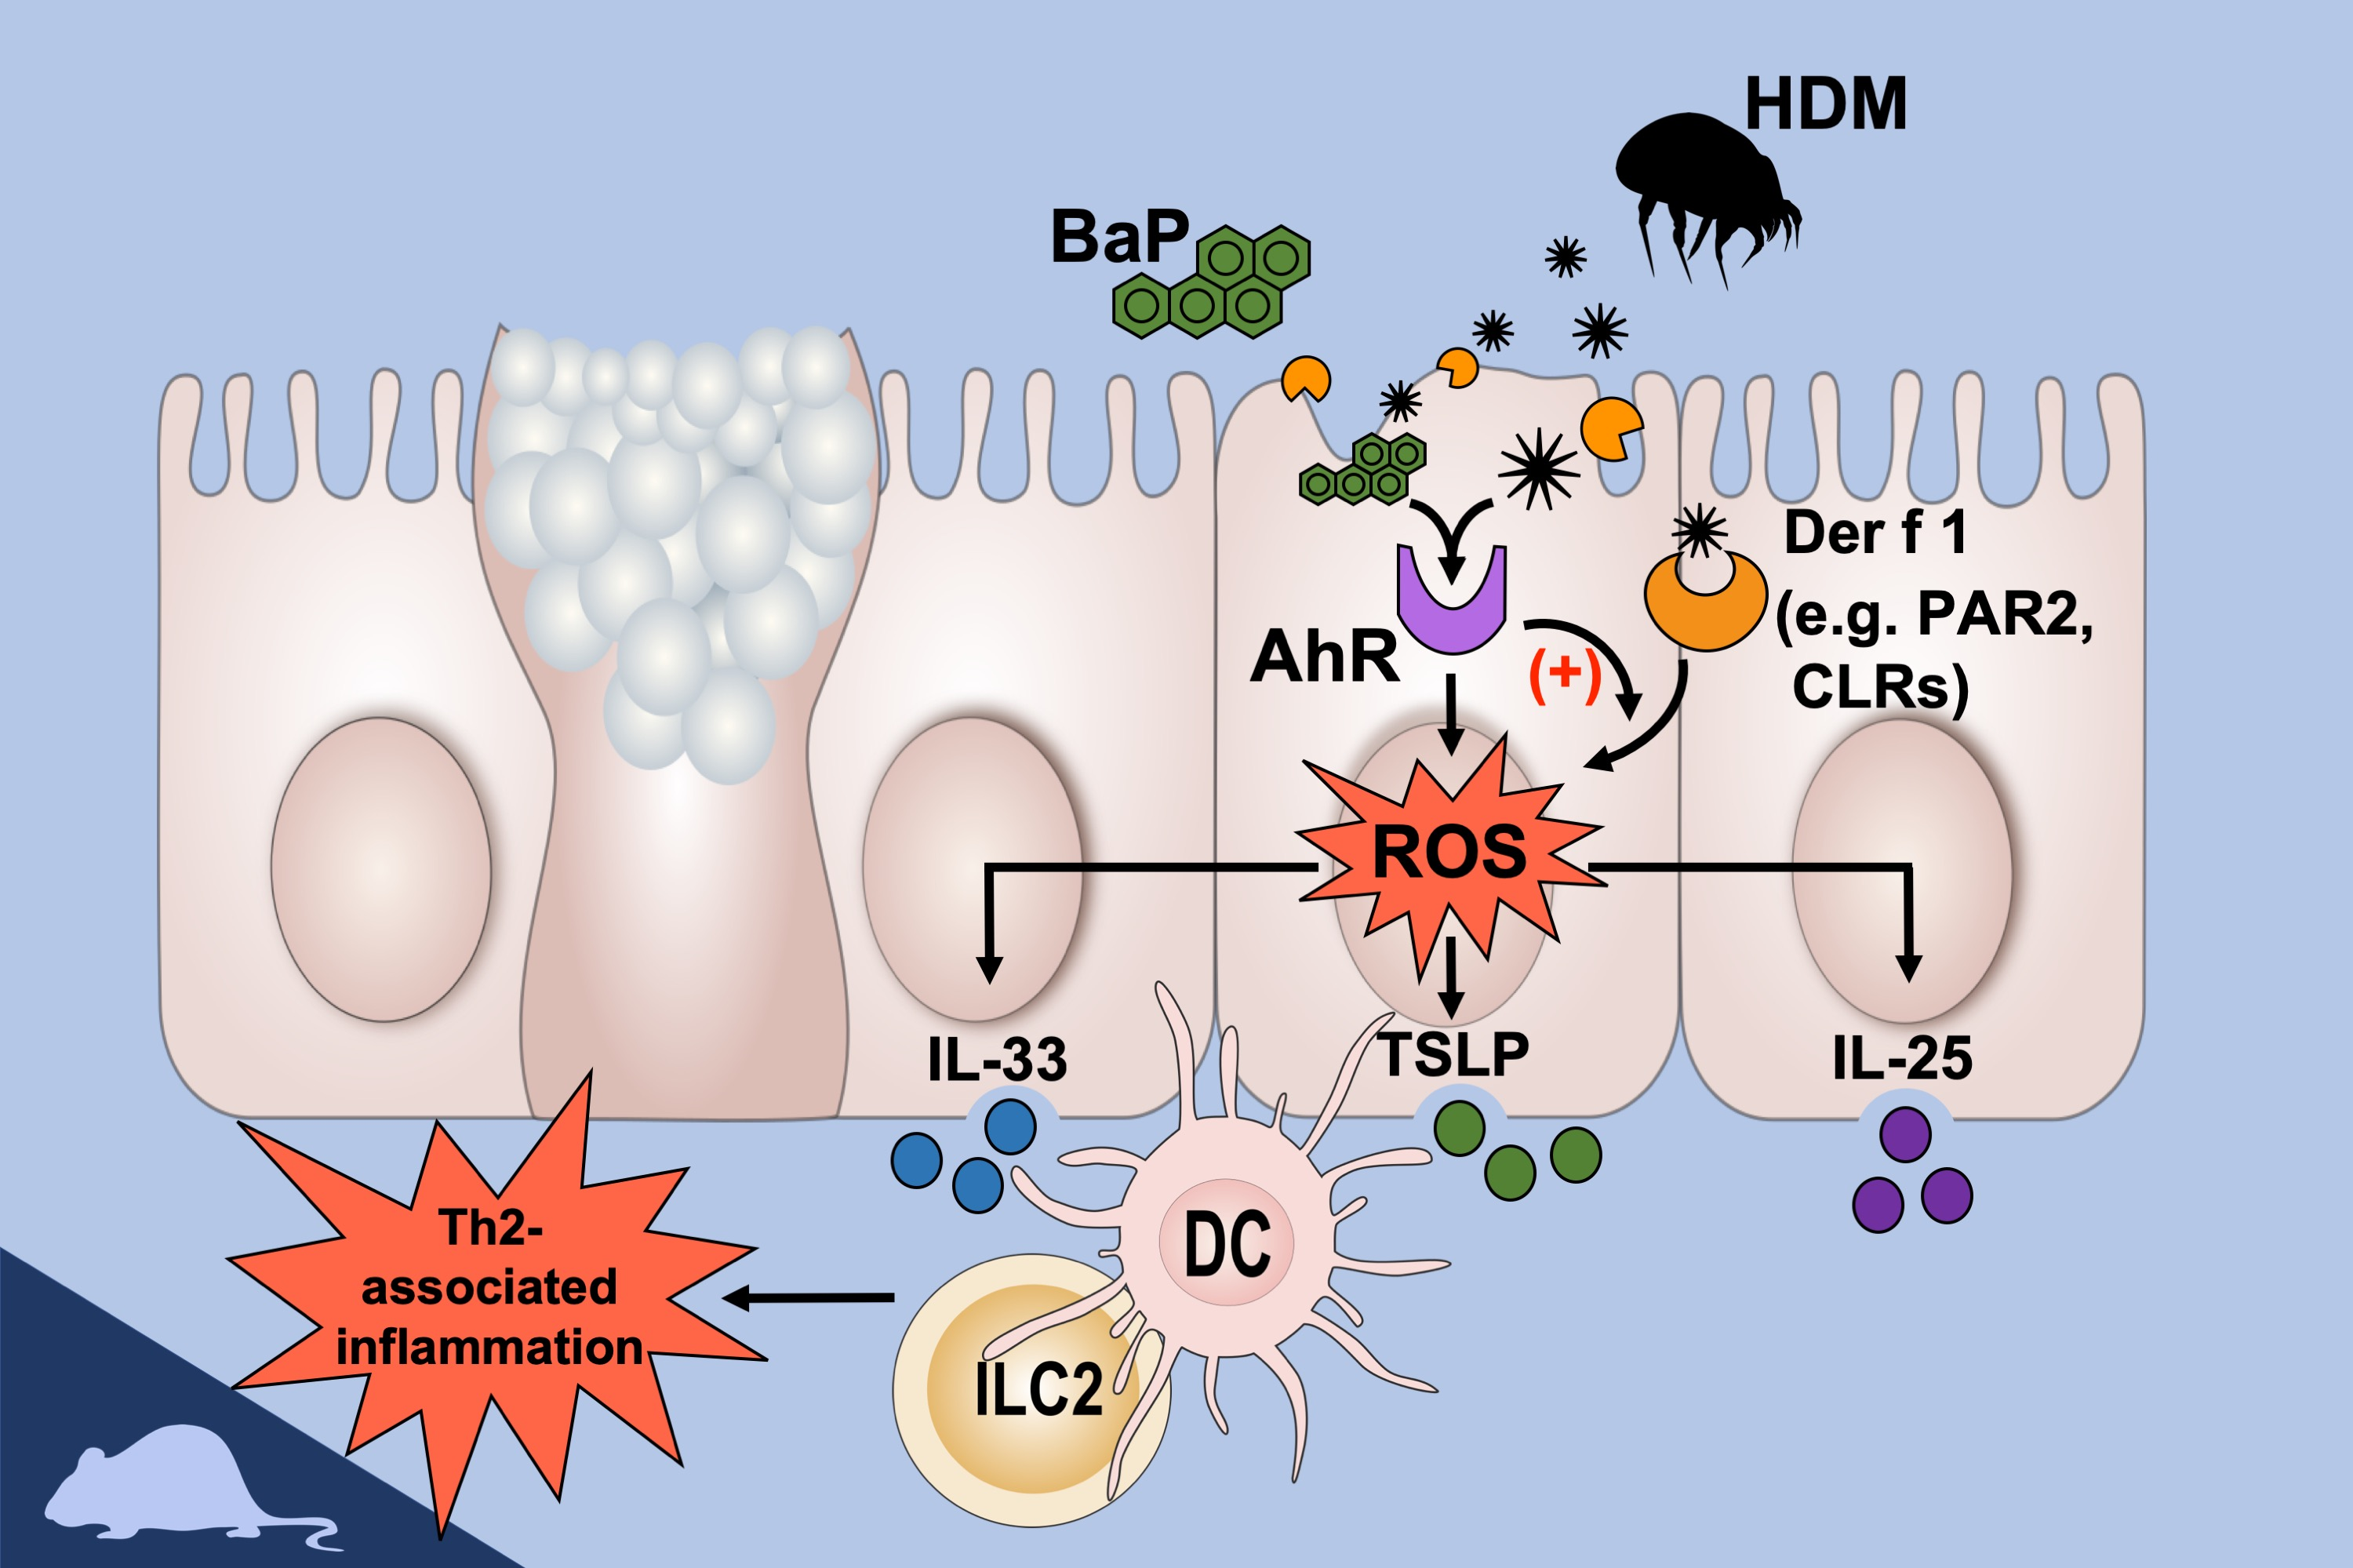 HDM
BaP
Der f 1
(e.g. PAR2,
CLRs)
AhR
(+)
ROS
IL-33
TSLP
IL-25
DC
Th2-
associated
inflammation
ILC2